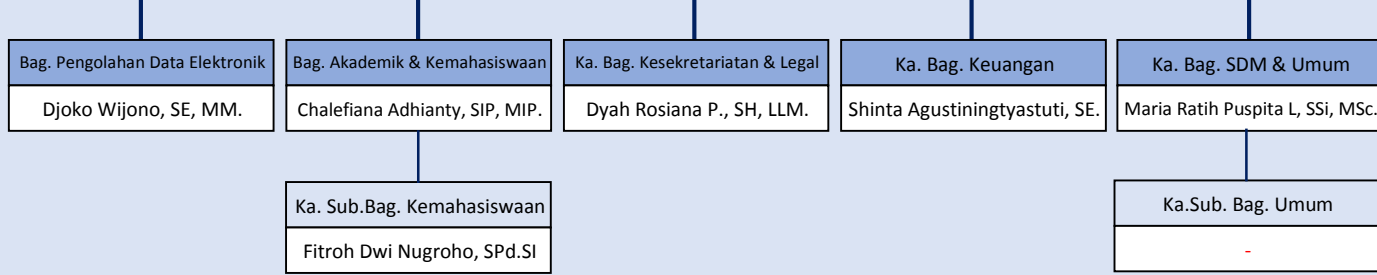 Bag. Pengolahan Data Elektronik
Djoko Wijono, SE, MM.
Bag. Akademik & Kemahasiswaan
Chalefiana Adhianty, SIP, MIP.
Ka. Bag. Kesekretariatan & Legal
Dyah Rosiana P., SH, LLM.
Ka. Bag. Keuangan
Shinta Agustiningtyastuti, SE.
Ka. Bag. SDM & Umum
Maria Ratih Puspita L, SSi, MSc.
Ka. Sub.Bag. Kemahasiswaan
Fitroh Dwi Nugroho, SPd.SI
Ka.Sub. Bag. Umum
-